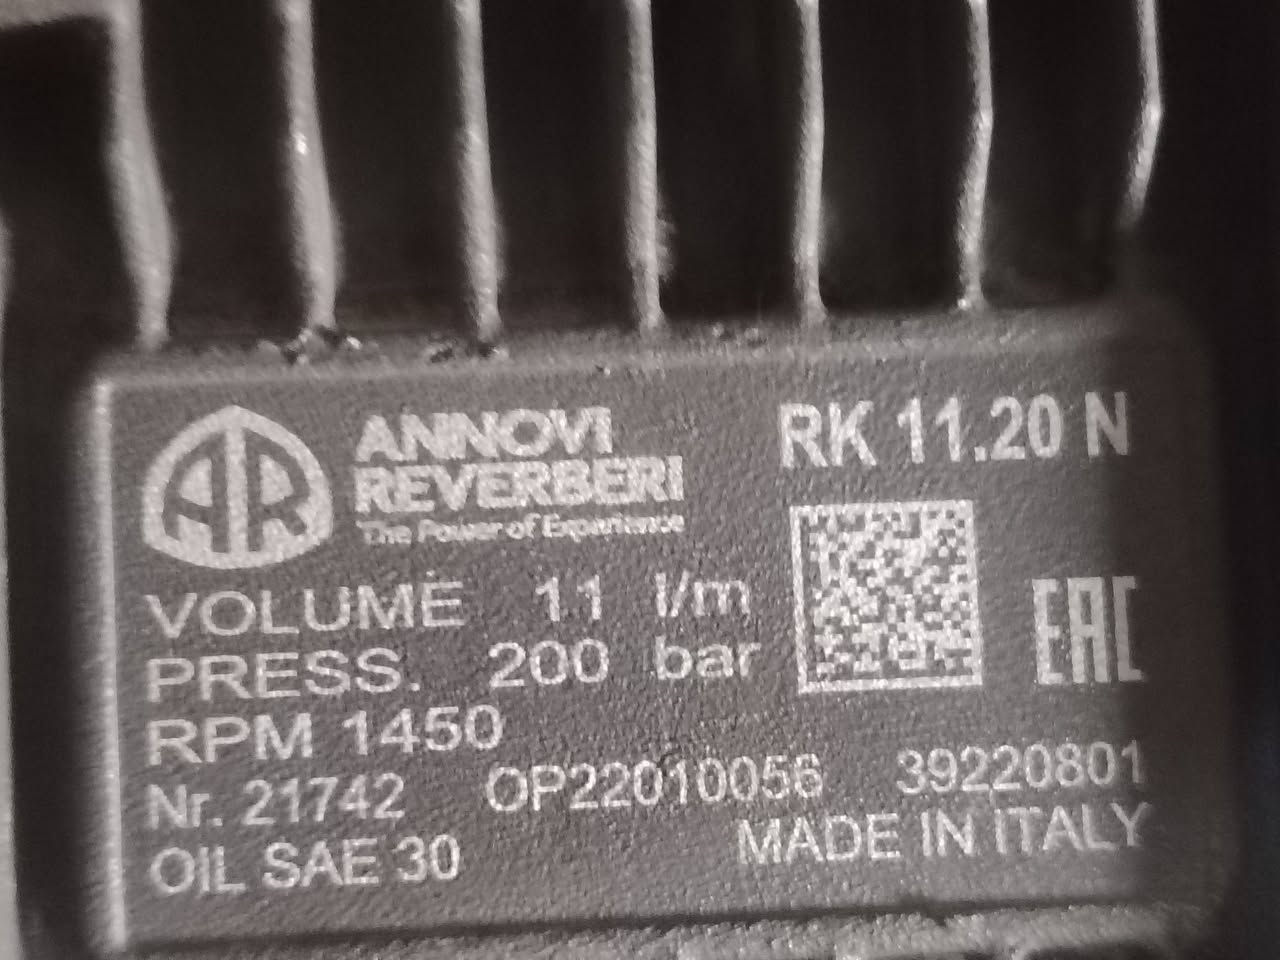 AR
ANNOVI
REVERBERI
The Power of Experience
RK 11.20 N
VOLUME 11 l/m
PRESS. 200 bar
EAC
RPM 1450
Nr. 21742 OP22010056 39220801
OIL SAE 30 MADE IN ITALY